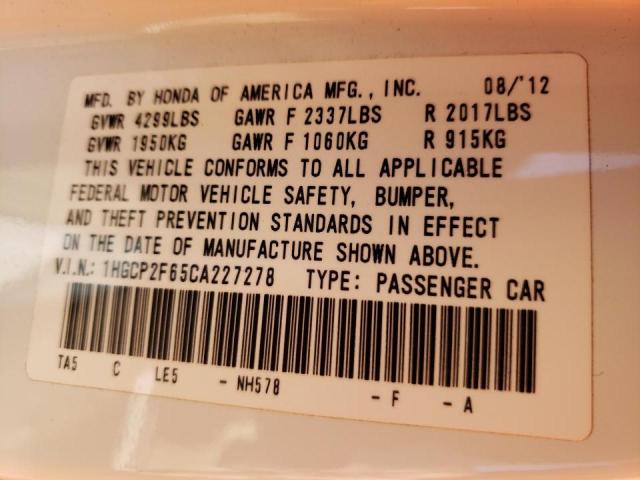 MFD. BY HONDA OF AMERICA MFG., INC. 08/'12
GVWR 4299LBS GAWR F 2337LBS R 2017LBS
GVWR 1950KG GAWR F 1060KG R 915KG
THIS VEHICLE CONFORMS TO ALL APPLICABLE
FEDERAL MOTOR VEHICLE SAFETY, BUMPER,
AND THEFT PREVENTION STANDARDS IN EFFECT
ON THE DATE OF MANUFACTURE SHOWN ABOVE.
V.I.N.: 1HGCP2F65CA227278 TYPE: PASSENGER CAR
TA5 C LE5 - NH578 - F - A